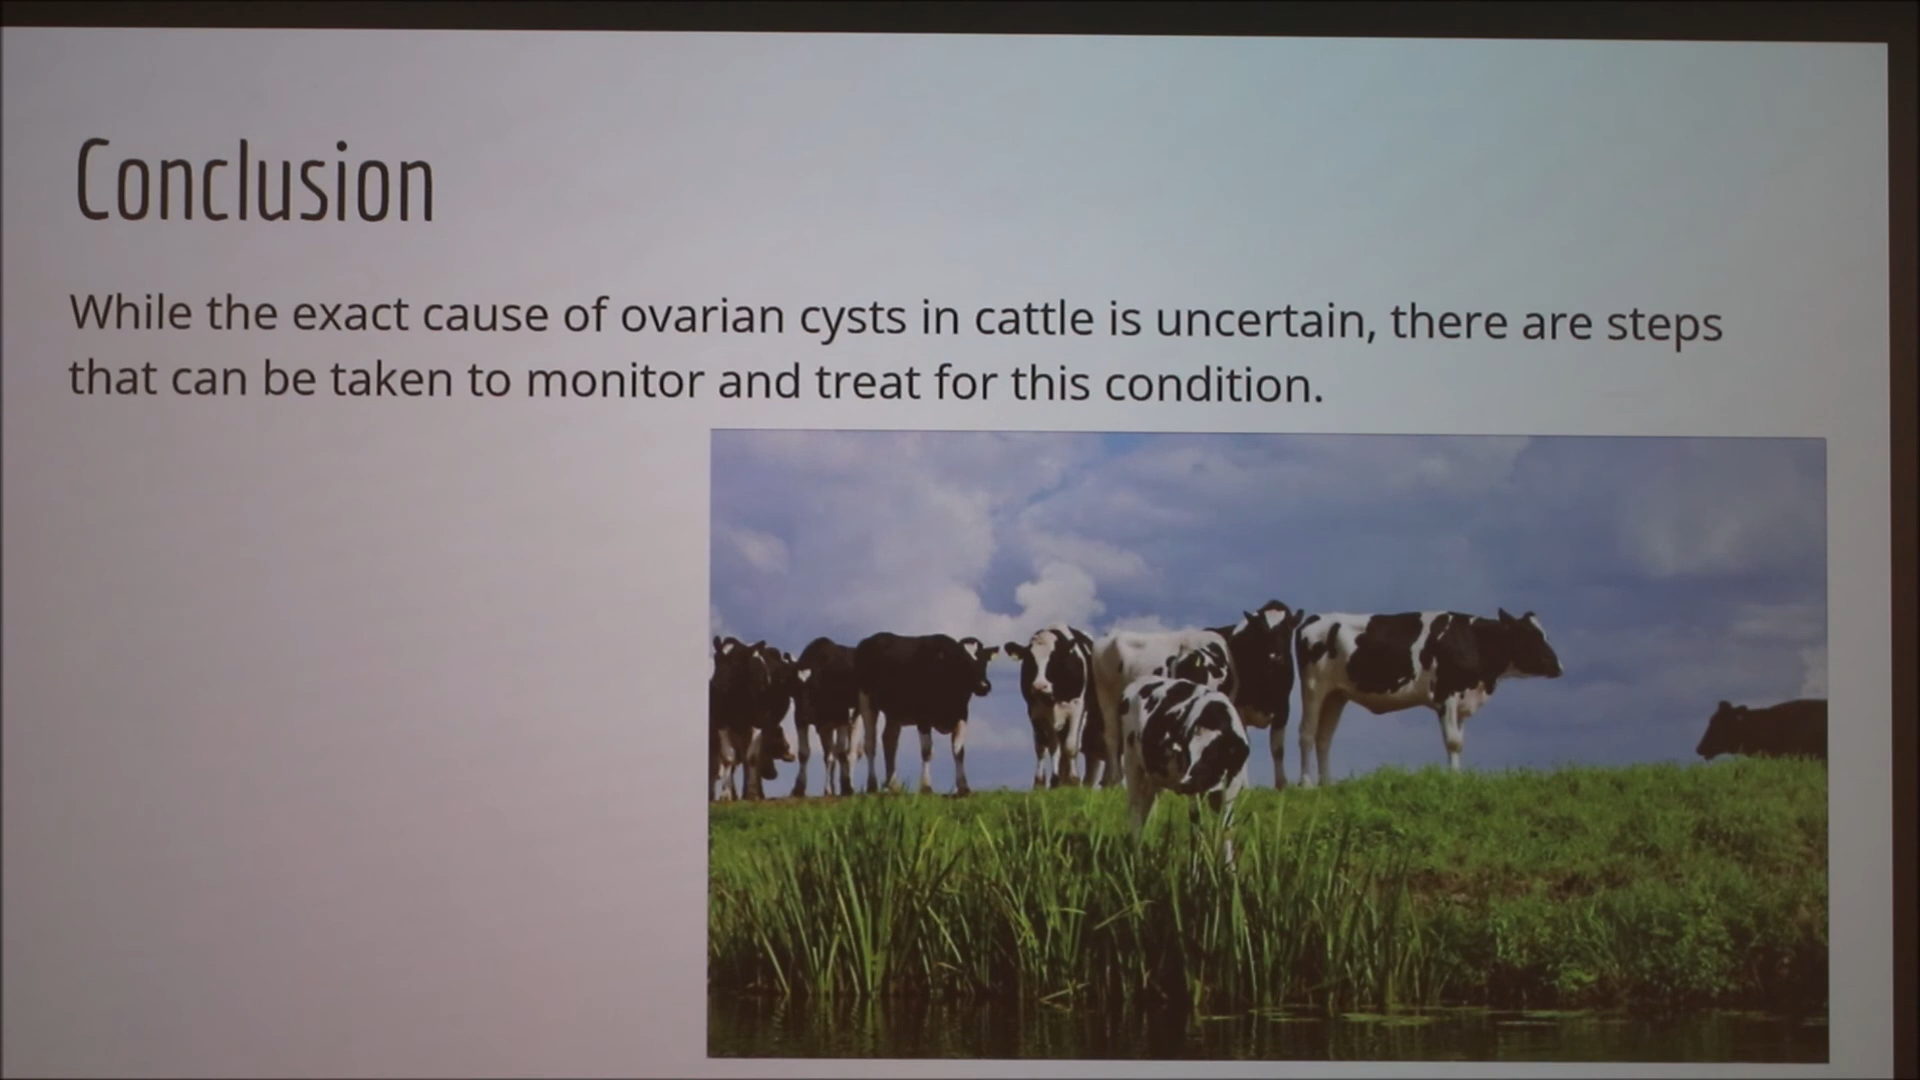 Conclusion
While the exact cause of ovarian cysts in cattle is uncertain, there are steps
that can be taken to monitor and treat for this condition.